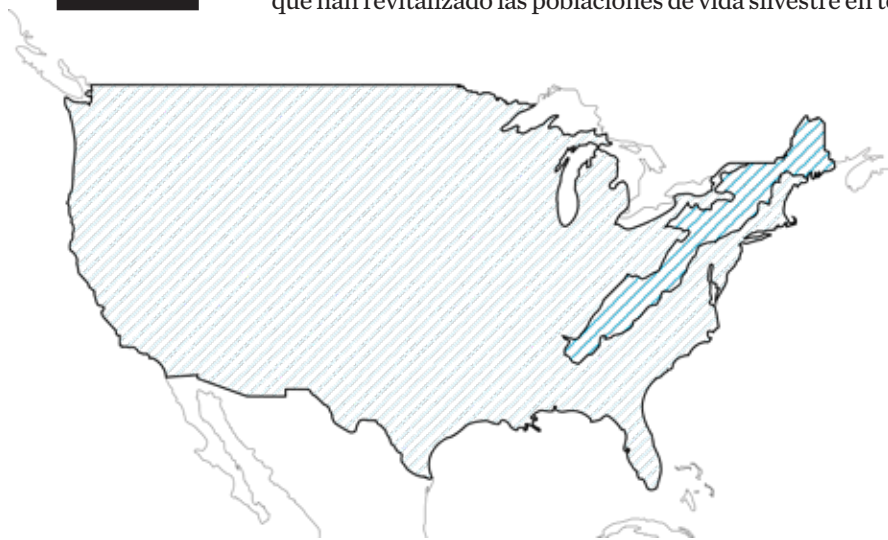 que han revitalizado las poblaciones de vida silvestre en